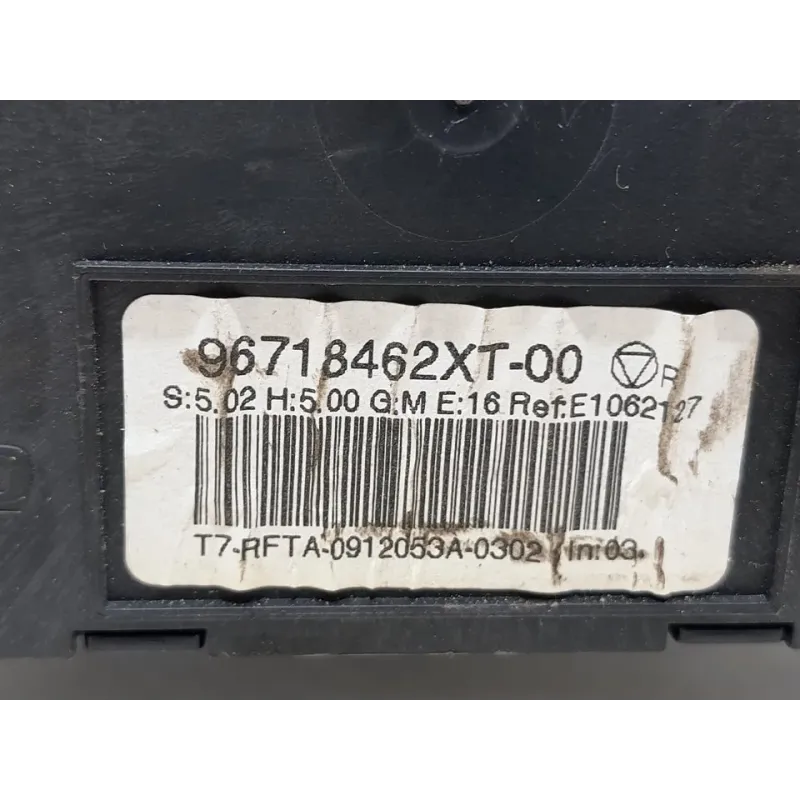 96718462XT-00 R
S:5.02 H:5.00 G:M E:16 Ref:E1062127
T7-RFTA-0912053A-0302 In:03